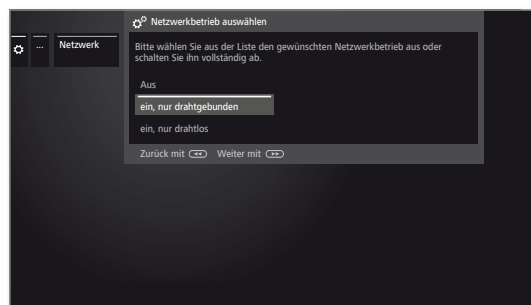 Netzwerkbetrieb auswählen
... Netzwerk
Bitte wählen Sie aus der Liste den gewünschten Netzwerkbetrieb aus oder
schalten Sie ihn vollständig ab.
Aus
ein, nur drahtgebunden
ein, nur drahtlos
Zurück mit Weiter mit